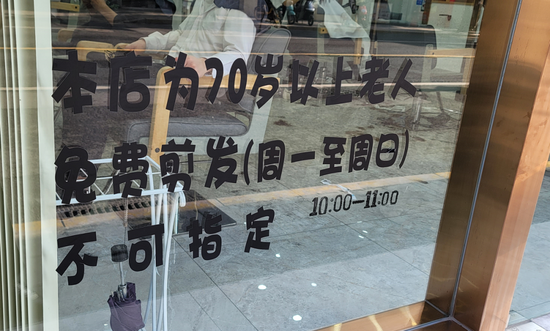 本店为70岁以上老人
免费剪发(周一至周日)
10:00-11:00
不可指定